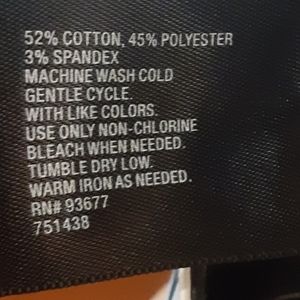 52% COTTON, 45% POLYESTER
3% SPANDEX
MACHINE WASH COLD
GENTLE CYCLE.
WITH LIKE COLORS.
USE ONLY NON-CHLORINE
BLEACH WHEN NEEDED.
TUMBLE DRY LOW.
WARM IRON AS NEEDED.
RN# 93677
751438